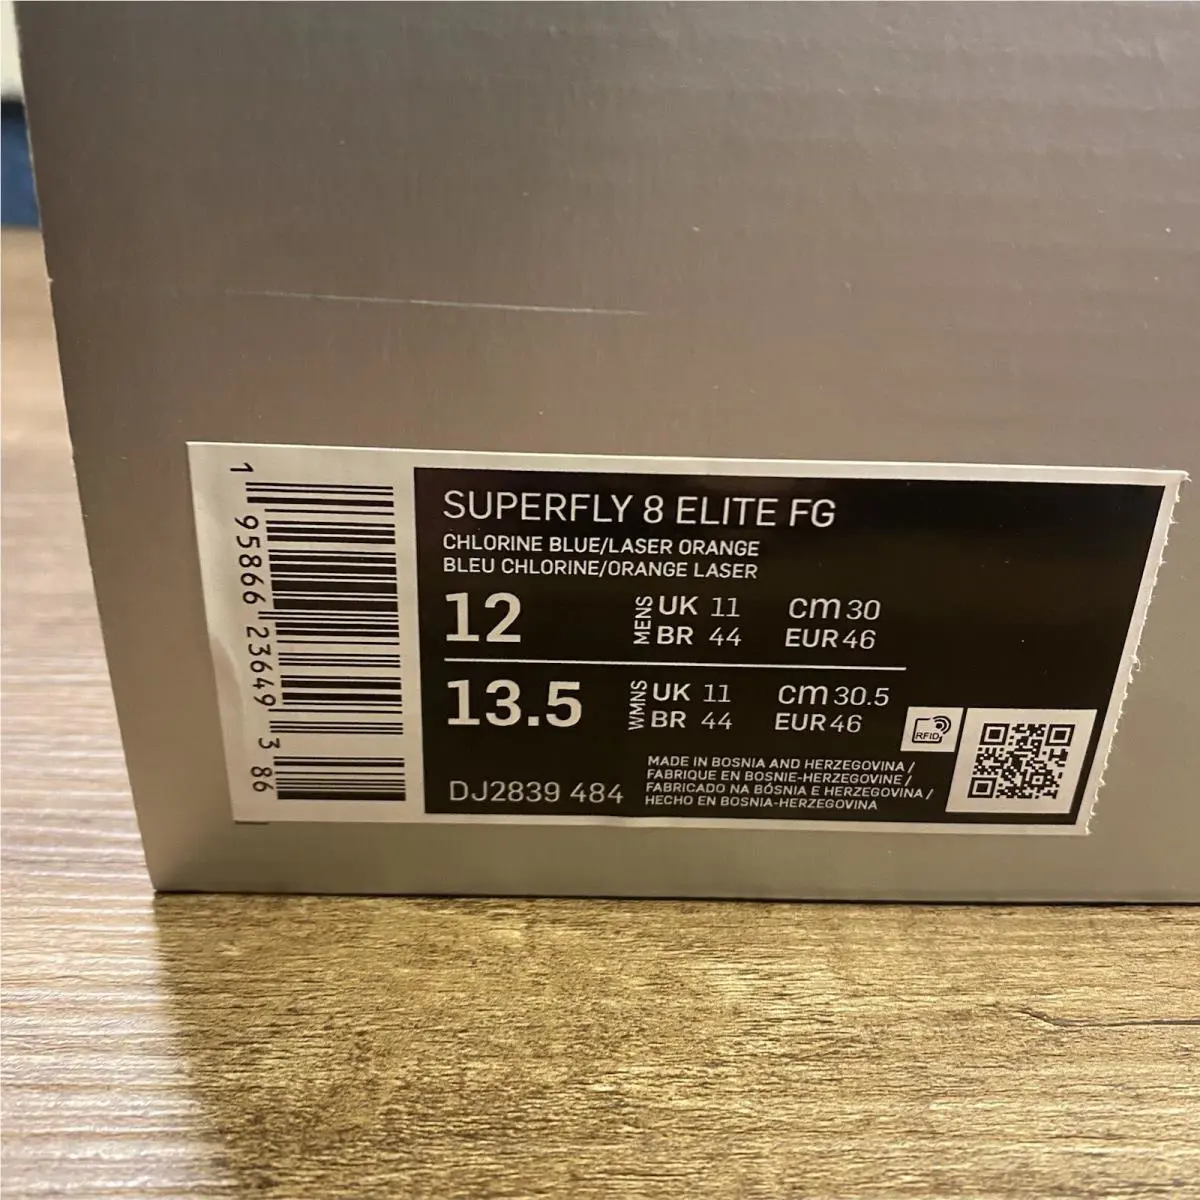 SUPERFLY 8 ELITE FG
CHLORINE BLUE/LASER ORANGE
BLEU CHLORINE/ORANGE LASER
12 MENS UK 11 cm 30
BR 44 EUR 46
13.5 WMNS UK 11 cm 30.5
BR 44 EUR 46
DJ2839 484
MADE IN BOSNIA AND HERZEGOVINA /
FABRIQUE EN BOSNIE-HERZEGOVINE /
FABRICADO NA BÓSNIA E HERZEGOVINA /
HECHO EN BOSNIA-HERZEGOVINA
RFID
1 95866 23649 3 86